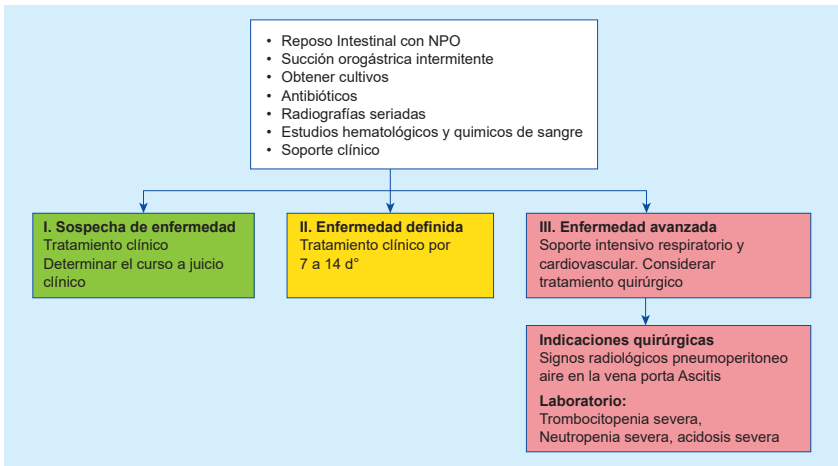 • Reposo Intestinal con NPO
• Succión orogástrica intermitente
• Obtener cultivos
• Antibióticos
• Radiografías seriadas
• Estudios hematológicos y quimicos de sangre
• Soporte clínico
I. Sospecha de enfermedad
Tratamiento clínico
Determinar el curso a juicio
clínico
II. Enfermedad definida
Tratamiento clínico por
7 a 14 d°
III. Enfermedad avanzada
Soporte intensivo respiratorio y
cardiovascular. Considerar
tratamiento quirúrgico
Indicaciones quirúrgicas
Signos radiológicos pneumoperitoneo
aire en la vena porta Ascitis
Laboratorio:
Trombocitopenia severa,
Neutropenia severa, acidosis severa